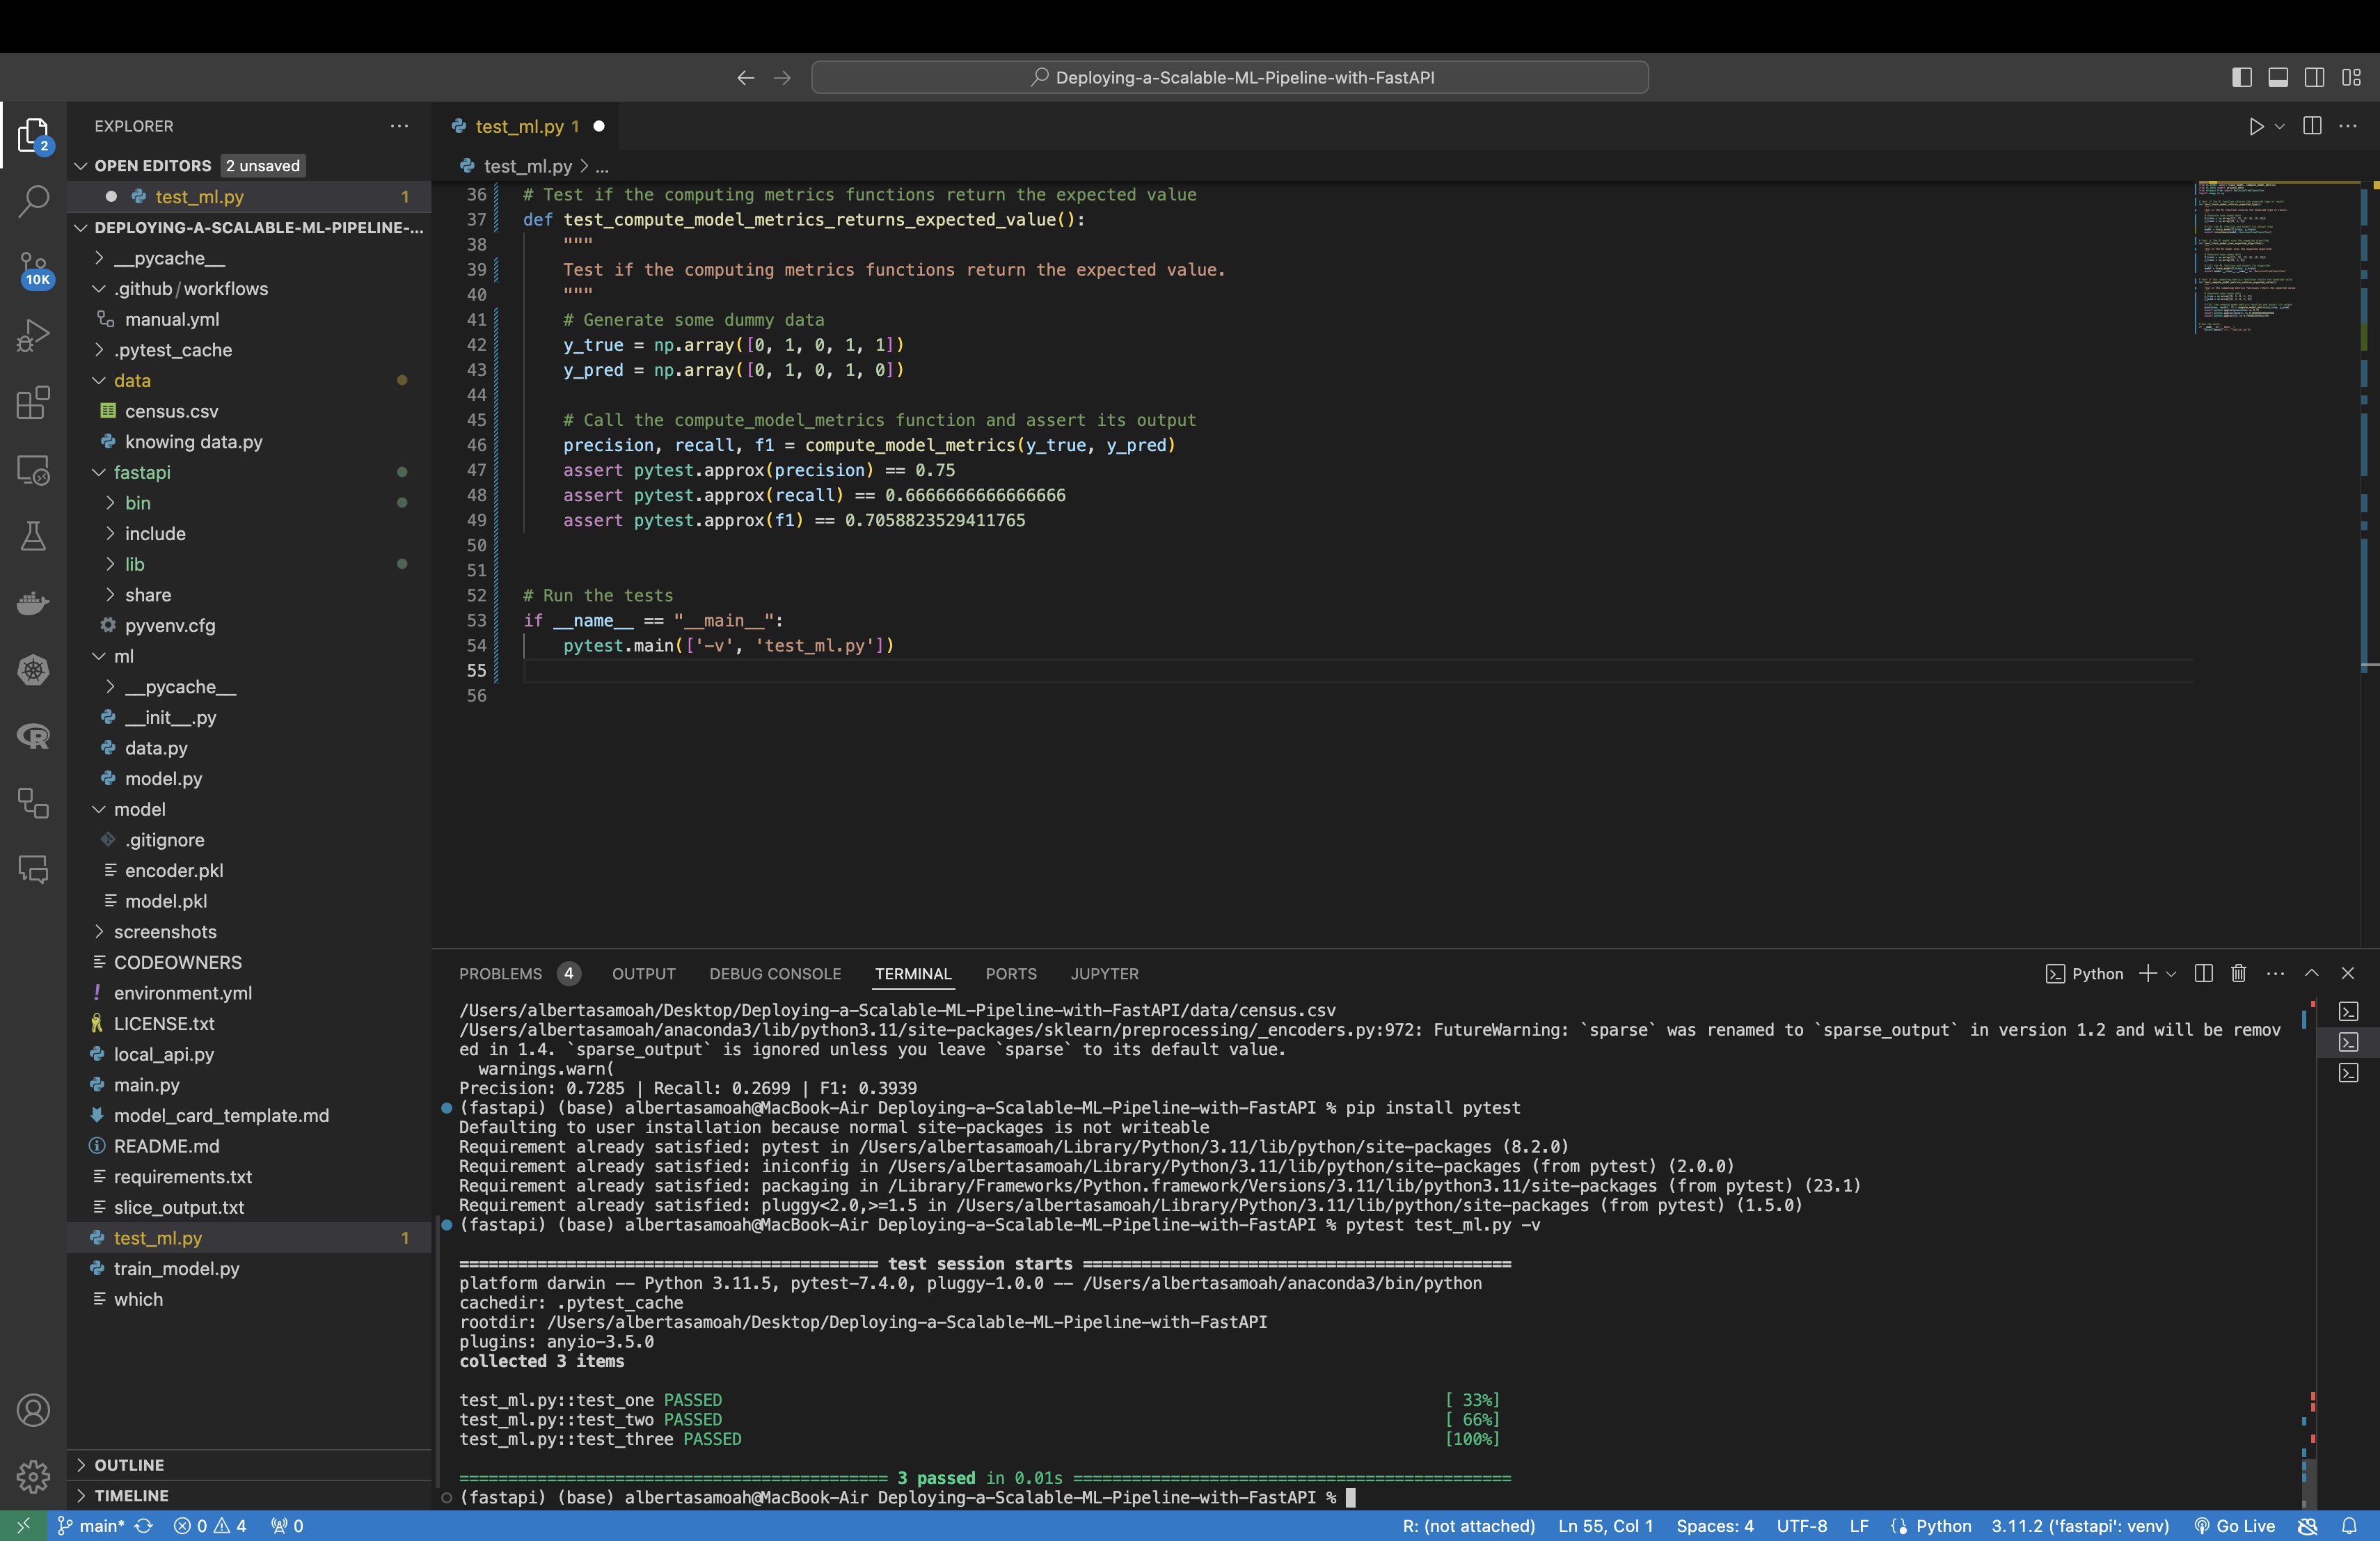 Deploying-a-Scalable-ML-Pipeline-with-FastAPI
EXPLORER
OPEN EDITORS 2 unsaved
test_ml.py 1
DEPLOYING-A-SCALABLE-ML-PIPELINE-...
__pycache__
.github/workflows
manual.yml
.pytest_cache
data
census.csv
knowing data.py
fastapi
bin
include
lib
share
pyvenv.cfg
ml
__pycache__
__init__.py
data.py
model.py
model
.gitignore
encoder.pkl
model.pkl
screenshots
CODEOWNERS
environment.yml
LICENSE.txt
local_api.py
main.py
model_card_template.md
README.md
requirements.txt
slice_output.txt
test_ml.py 1
train_model.py
which
OUTLINE
TIMELINE
2
10K
test_ml.py 1
test_ml.py > ...
36 # Test if the computing metrics functions return the expected value
37 def test_compute_model_metrics_returns_expected_value():
38 """
39 Test if the computing metrics functions return the expected value.
40 """
41 # Generate some dummy data
42 y_true = np.array([0, 1, 0, 1, 1])
43 y_pred = np.array([0, 1, 0, 1, 0])
44
45 # Call the compute_model_metrics function and assert its output
46 precision, recall, f1 = compute_model_metrics(y_true, y_pred)
47 assert pytest.approx(precision) == 0.75
48 assert pytest.approx(recall) == 0.6666666666666666
49 assert pytest.approx(f1) == 0.7058823529411765
50
51
52 # Run the tests
53 if __name__ == "__main__":
54 pytest.main(['-v', 'test_ml.py'])
55
56
PROBLEMS 4 OUTPUT DEBUG CONSOLE TERMINAL PORTS JUPYTER Python
/Users/albertasamoah/Desktop/Deploying-a-Scalable-ML-Pipeline-with-FastAPI/data/census.csv
/Users/albertasamoah/anaconda3/lib/python3.11/site-packages/sklearn/preprocessing/_encoders.py:972: FutureWarning: `sparse` was renamed to `sparse_output` in version 1.2 and will be remov
ed in 1.4. `sparse_output` is ignored unless you leave `sparse` to its default value.
warnings.warn(
Precision: 0.7285 | Recall: 0.2699 | F1: 0.3939
(fastapi) (base) albertasamoah@MacBook-Air Deploying-a-Scalable-ML-Pipeline-with-FastAPI % pip install pytest
Defaulting to user installation because normal site-packages is not writeable
Requirement already satisfied: pytest in /Users/albertasamoah/Library/Python/3.11/lib/python/site-packages (8.2.0)
Requirement already satisfied: iniconfig in /Users/albertasamoah/Library/Python/3.11/lib/python/site-packages (from pytest) (2.0.0)
Requirement already satisfied: packaging in /Library/Frameworks/Python.framework/Versions/3.11/lib/python3.11/site-packages (from pytest) (23.1)
Requirement already satisfied: pluggy<2.0,>=1.5 in /Users/albertasamoah/Library/Python/3.11/lib/python/site-packages (from pytest) (1.5.0)
(fastapi) (base) albertasamoah@MacBook-Air Deploying-a-Scalable-ML-Pipeline-with-FastAPI % pytest test_ml.py -v
=========================================== test session starts ============================================
platform darwin -- Python 3.11.5, pytest-7.4.0, pluggy-1.0.0 -- /Users/albertasamoah/anaconda3/bin/python
cachedir: .pytest_cache
rootdir: /Users/albertasamoah/Desktop/Deploying-a-Scalable-ML-Pipeline-with-FastAPI
plugins: anyio-3.5.0
collected 3 items
test_ml.py::test_one PASSED [ 33%]
test_ml.py::test_two PASSED [ 66%]
test_ml.py::test_three PASSED [100%]
============================================ 3 passed in 0.01s =============================================
(fastapi) (base) albertasamoah@MacBook-Air Deploying-a-Scalable-ML-Pipeline-with-FastAPI %
main* 0 4 0 R: (not attached) Ln 55, Col 1 Spaces: 4 UTF-8 LF Python 3.11.2 ('fastapi': venv) Go Live